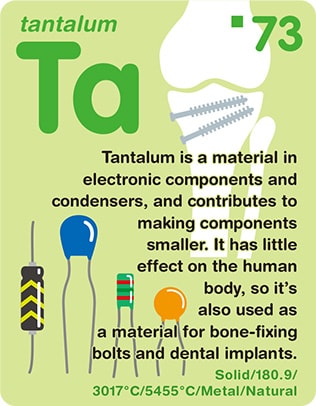 tantalum
73
Ta
Tantalum is a material in
electronic components and
condensers, and contributes to
making components
smaller. It has little
effect on the human
body, so it's
also used as
a material for bone-fixing
bolts and dental implants.
Solid/180.9/
3017°C/5455°C/Metal/Natural